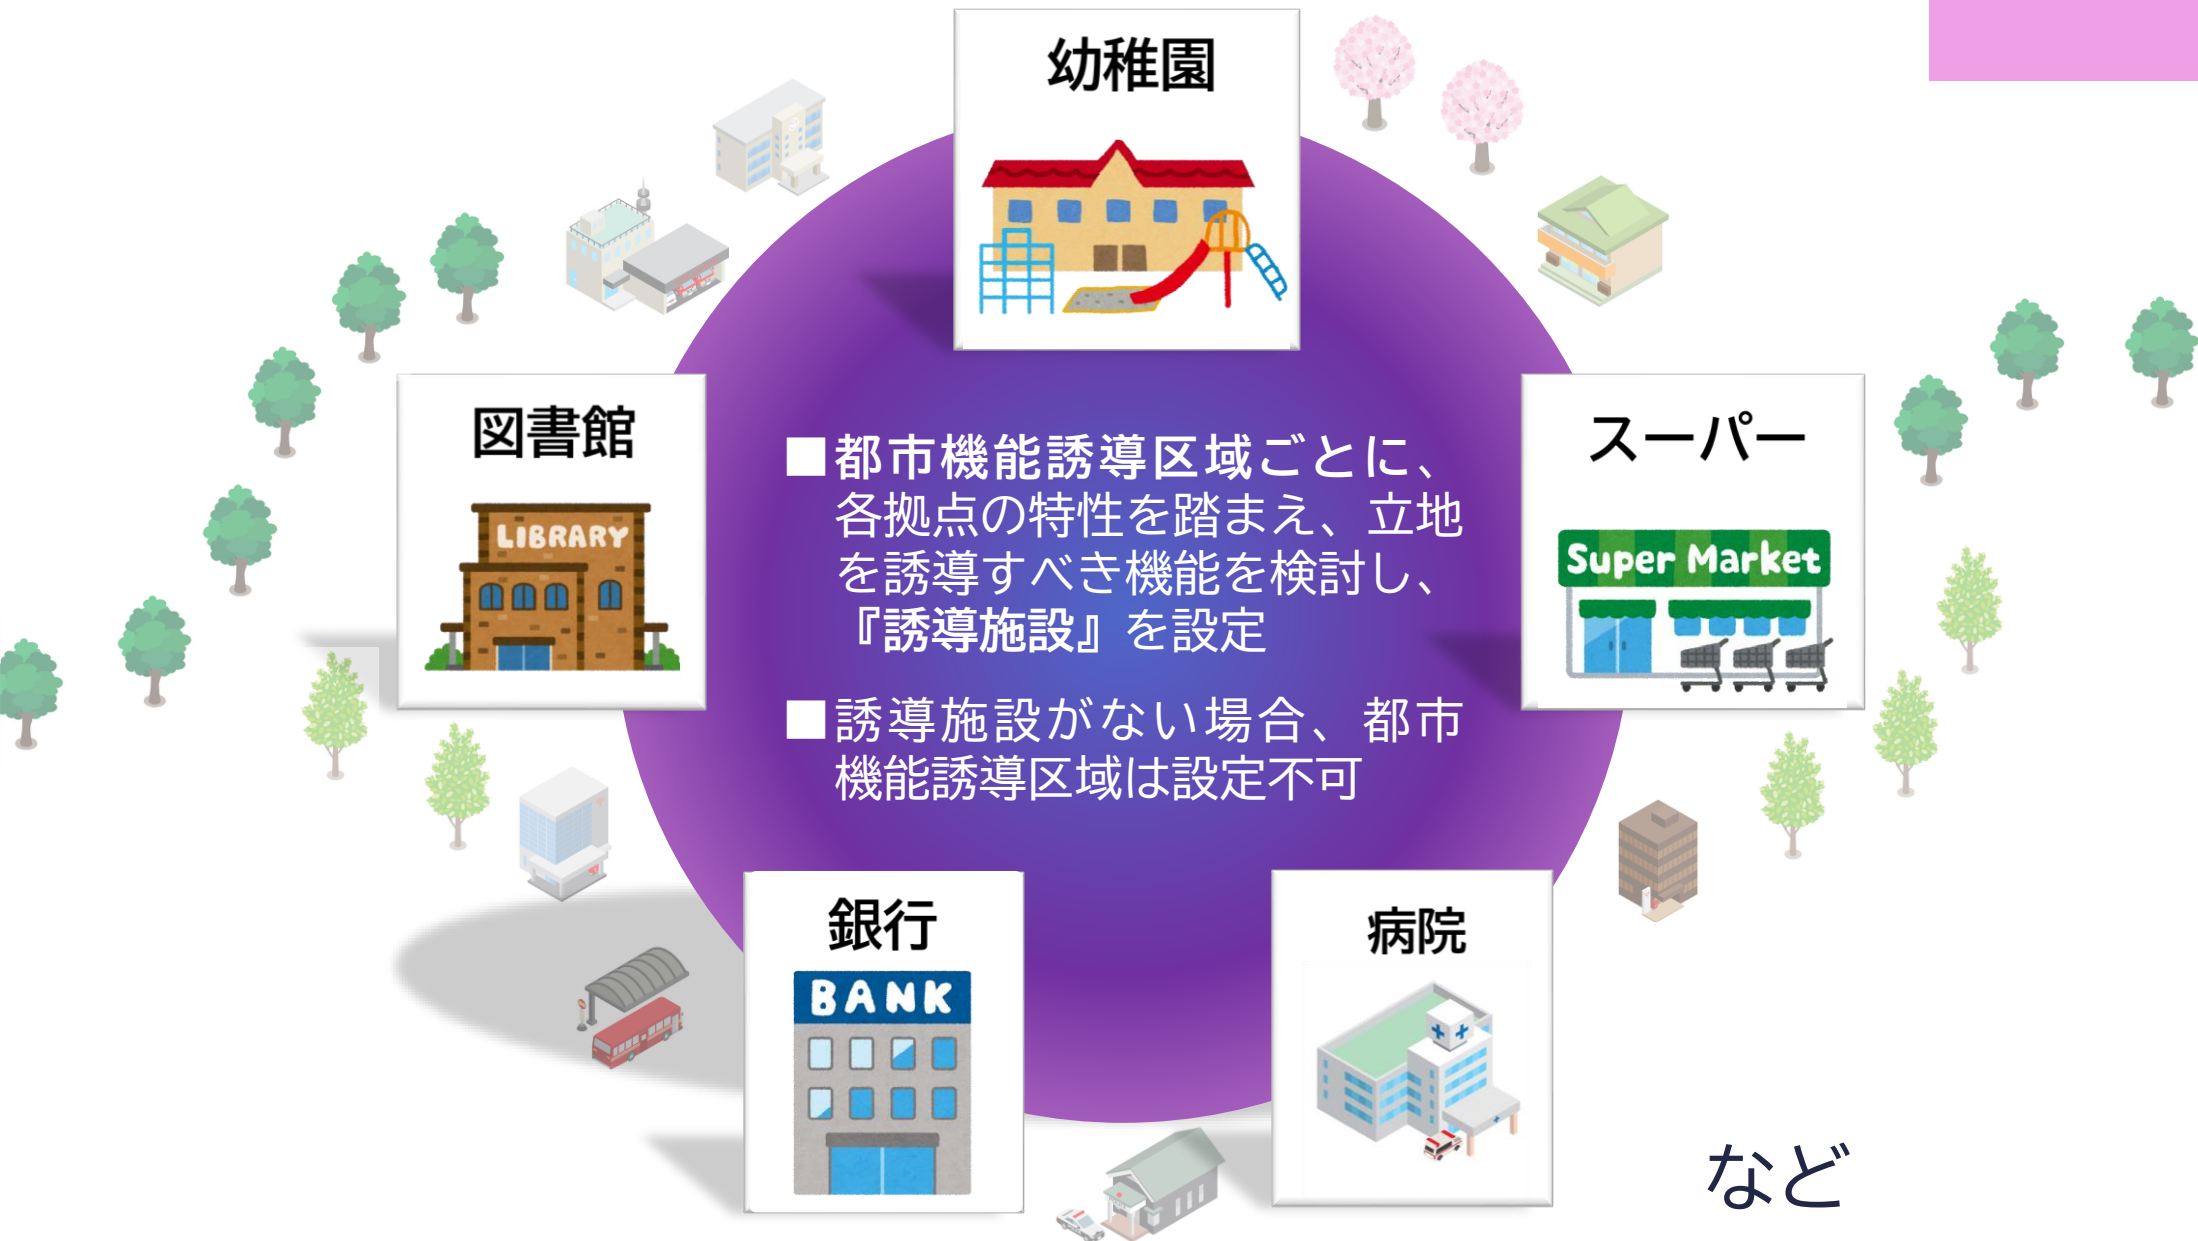 幼稚園
図書館
LIBRARY
スーパー
Super Market
■都市機能誘導区域ごとに、
各拠点の特性を踏まえ、立地
を誘導すべき機能を検討し、
『誘導施設』を設定
■誘導施設がない場合、都市
機能誘導区域は設定不可
銀行
BANK
病院
など